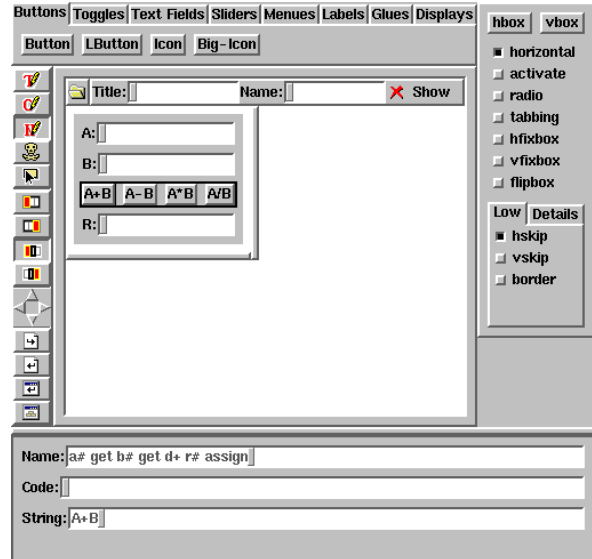 Buttons Toggles Text Fields Sliders Menues Labels Glues Displays
Button LButton Icon Big-Icon
hbox vbox
horizontal
activate
radio
tabbing
hfixbox
vfixbox
flipbox
Low Details
hskip
vskip
border
Title: Name: Show
A:
B:
A+B A-B A*B A/B
R:
Name: a# get b# get d+ r# assign
Code:
String: A+B